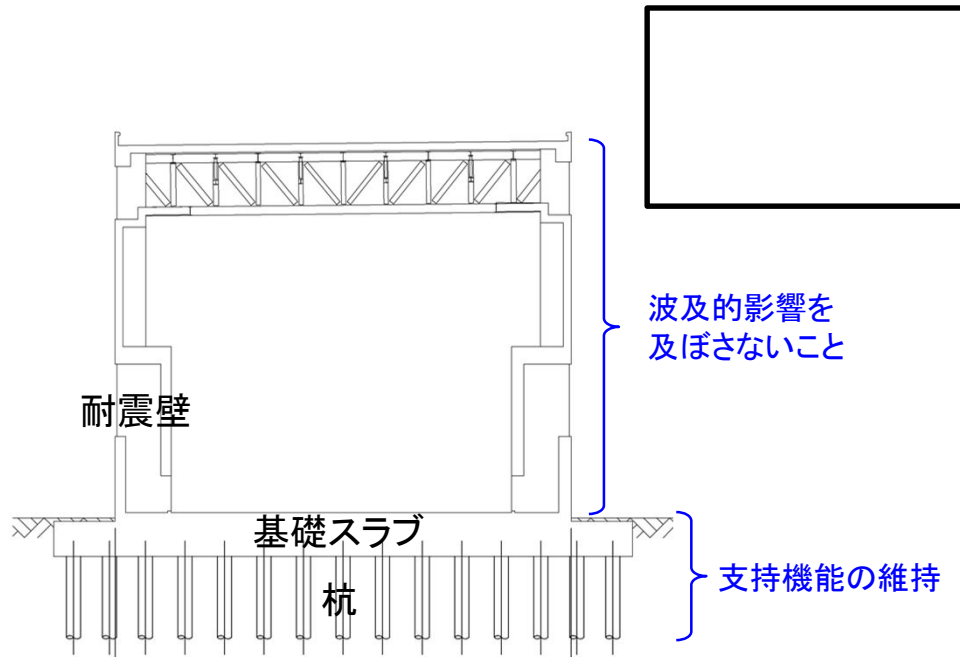 波及的影響を
及ぼさないこと
耐震壁
基礎スラブ
支持機能の維持
杭